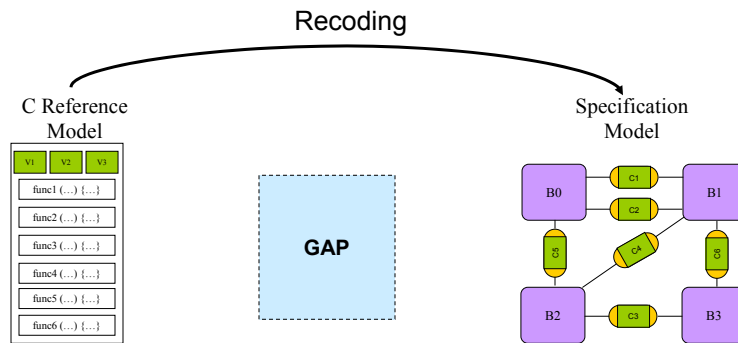 Recoding
C Reference
Model
V1 V2 V3
func1 (…) {…}
func2 (…) {…}
func3 (…) {…}
func4 (…) {…}
func5 (…) {…}
func6 (…) {…}
GAP
Specification
Model
B0 C1 B1
C2
C5 C4 C6
B2 C3 B3